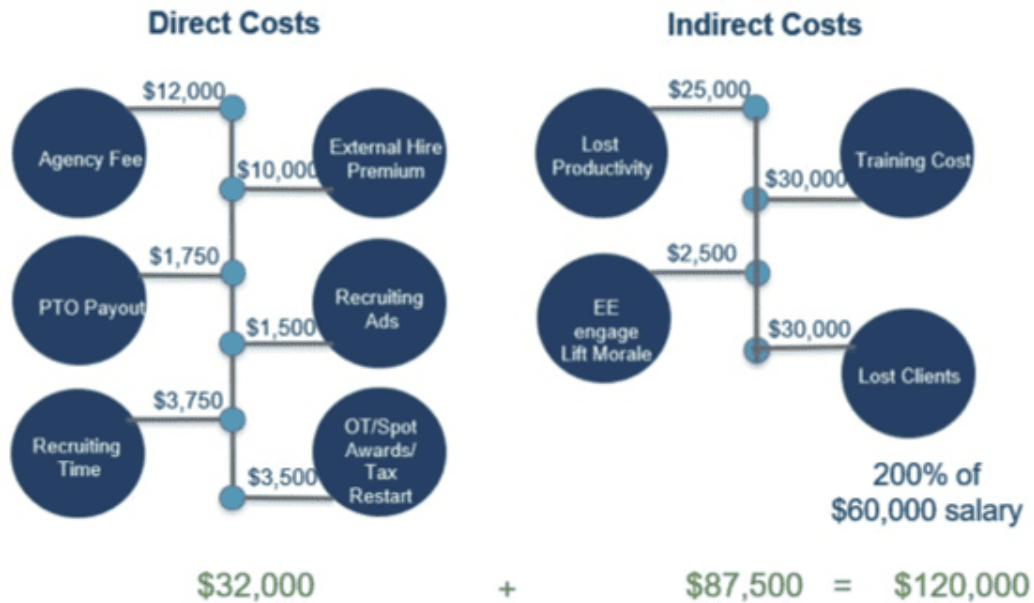 Direct Costs
Indirect Costs
$12,000
Agency Fee
$10,000
External Hire
Premium
$1,750
PTO Payout
$1,500
Recruiting
Ads
$3,750
Recruiting
Time
$3,500
OT/Spot
Awards/
Tax
Restart
$25,000
Lost
Productivity
$30,000
Training Cost
$2,500
EE
engage
Lift Morale
$30,000
Lost Clients
200% of
$60,000 salary
$32,000 + $87,500 = $120,000